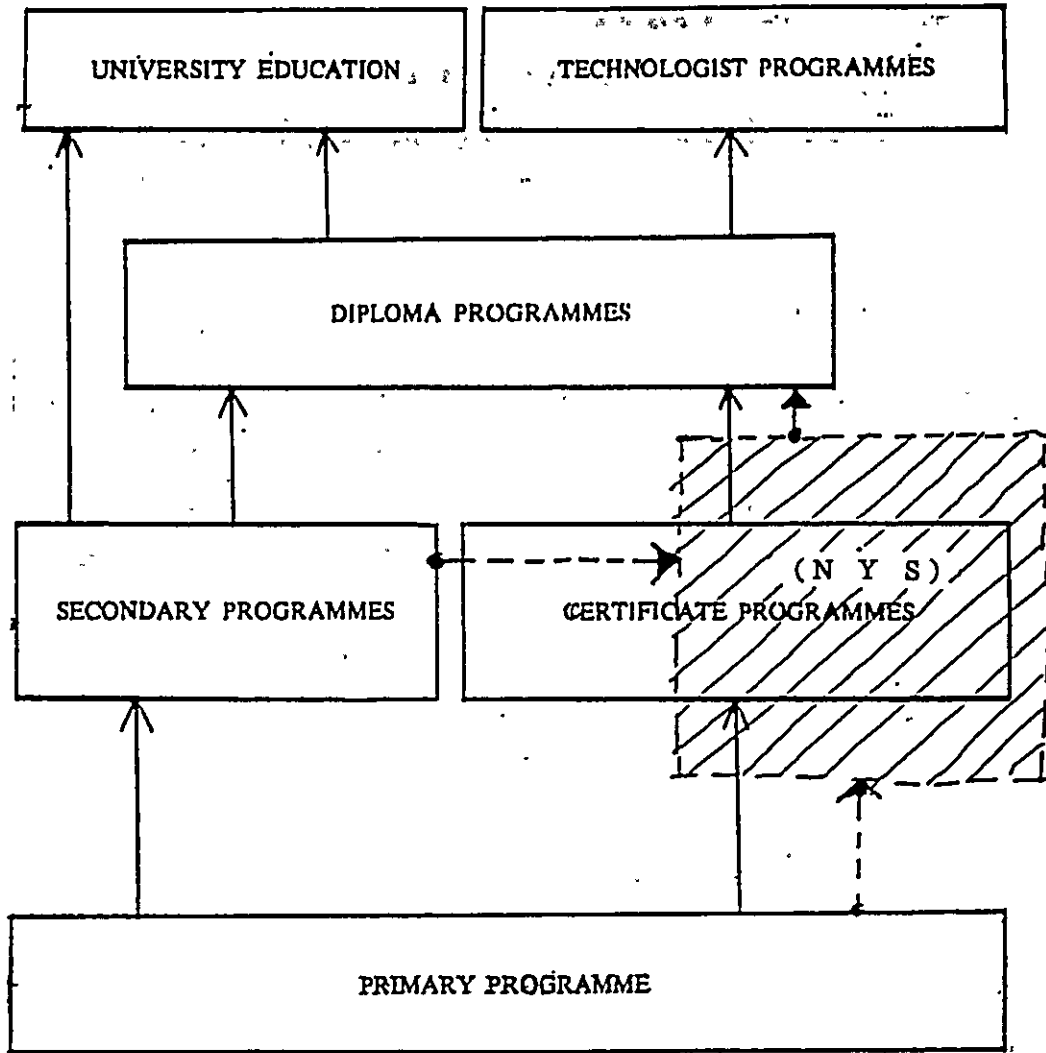 UNIVERSITY EDUCATION
TECHNOLOGIST PROGRAMMES
DIPLOMA PROGRAMMES
(N Y S)
SECONDARY PROGRAMMES
CERTIFICATE PROGRAMMES
PRIMARY PROGRAMME